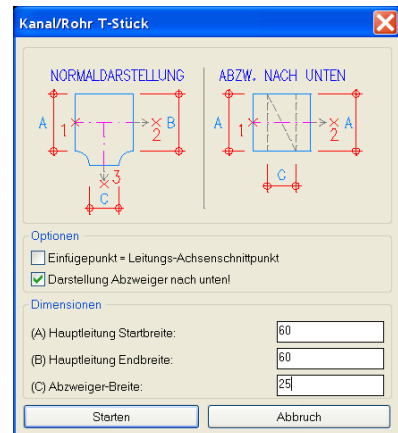 Kanal/Rohr T-Stück
NORMALDARSTELLUNG
ABZW. NACH UNTEN
A 1 2 B
3
C
A 1 2 A
C
Optionen
Einfügepunkt = Leitungs-Achsenschnittpunkt
Darstellung Abzweiger nach unten!
Dimensionen
(A) Hauptleitung Startbreite: 60
(B) Hauptleitung Endbreite: 60
(C) Abzweiger-Breite: 25
Starten
Abbruch